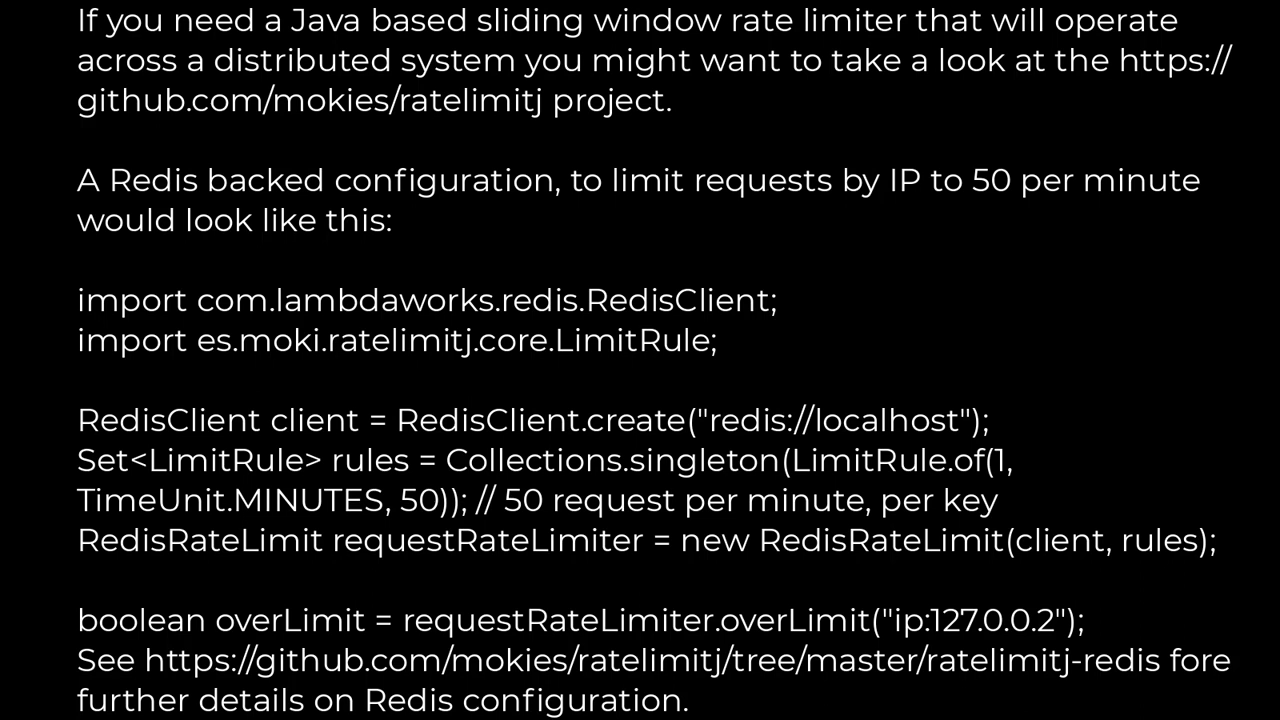 If you need a Java based sliding window rate limiter that will operate
across a distributed system you might want to take a look at the https://
github.com/mokies/ratelimitj project.
A Redis backed configuration, to limit requests by IP to 50 per minute
would look like this:
import com.lambdaworks.redis.RedisClient;
import es.moki.ratelimitj.core.LimitRule;
RedisClient client = RedisClient.create("redis://localhost");
Set<LimitRule> rules = Collections.singleton(LimitRule.of(1,
TimeUnit.MINUTES, 50)); // 50 request per minute, per key
RedisRateLimit requestRateLimiter = new RedisRateLimit(client, rules);
boolean overLimit = requestRateLimiter.overLimit("ip:127.0.0.2");
See https://github.com/mokies/ratelimitj/tree/master/ratelimitj-redis fore
further details on Redis configuration.